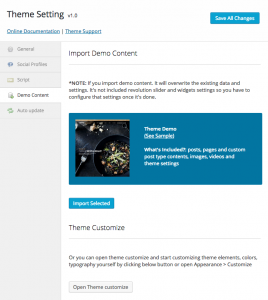 Theme Setting v1.0
Save All Changes
Online Documentation | Theme Support
General
Social Profiles
Script
Demo Content
Auto update
Import Demo Content
*NOTE: If you import demo content. It will overwrite the existing data and
settings. It's not included revolution slider and widgets settings so you have to
configure that settings once it's done.
Theme Demo
(See Sample)
What's Included?: posts, pages and custom
post type contents, images, videos and
theme settings
Import Selected
Theme Customize
Or you can open theme customize and start customizing theme elements, colors,
typography yourself by clicking below button or open Appearance > Customize
Open Theme customize